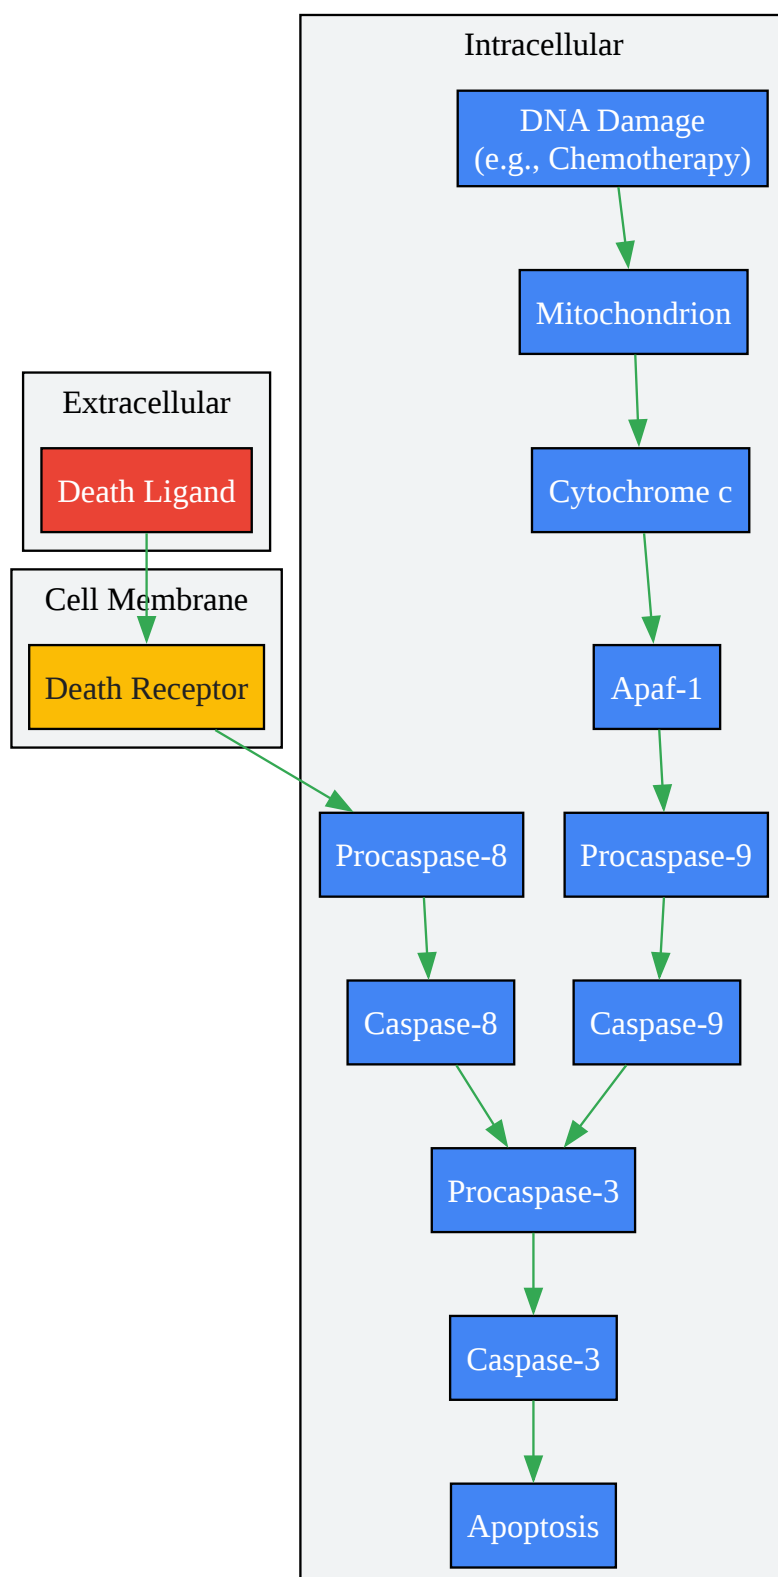 Intracellular
DNA Damage
(e.g., Chemotherapy)
Mitochondrion
Extracellular
Death Ligand
Cytochrome c
Cell Membrane
Death Receptor
Apaf-1
Procaspase-8
Procaspase-9
Caspase-8
Caspase-9
Procaspase-3
Caspase-3
Apoptosis